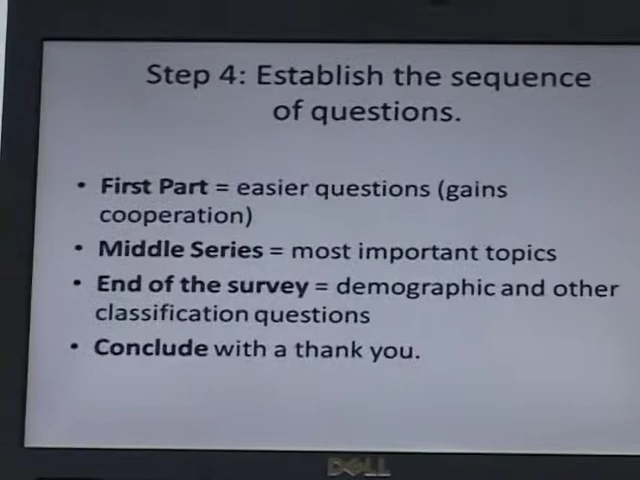 Step 4: Establish the sequence
of questions.
• First Part = easier questions (gains
cooperation)
• Middle Series = most important topics
• End of the survey = demographic and other
classification questions
• Conclude with a thank you.
DELL